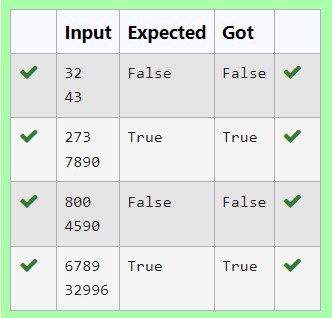 Input Expected Got
32 False False
43
273 True True
7890
800 False False
4590
6789 True True
32996